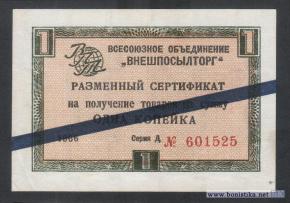 1 1
ВПТ
ВСЕСОЮЗНОЕ ОБЪЕДИНЕНИЕ
„ВНЕШПОСЫЛТОРГ"
РАЗМЕННЫЙ СЕРТИФИКАТ
на получение товаров на сумму
ОДНА КОПЕЙКА
1966 Серия Д № 601525
1
www.bonistika.net